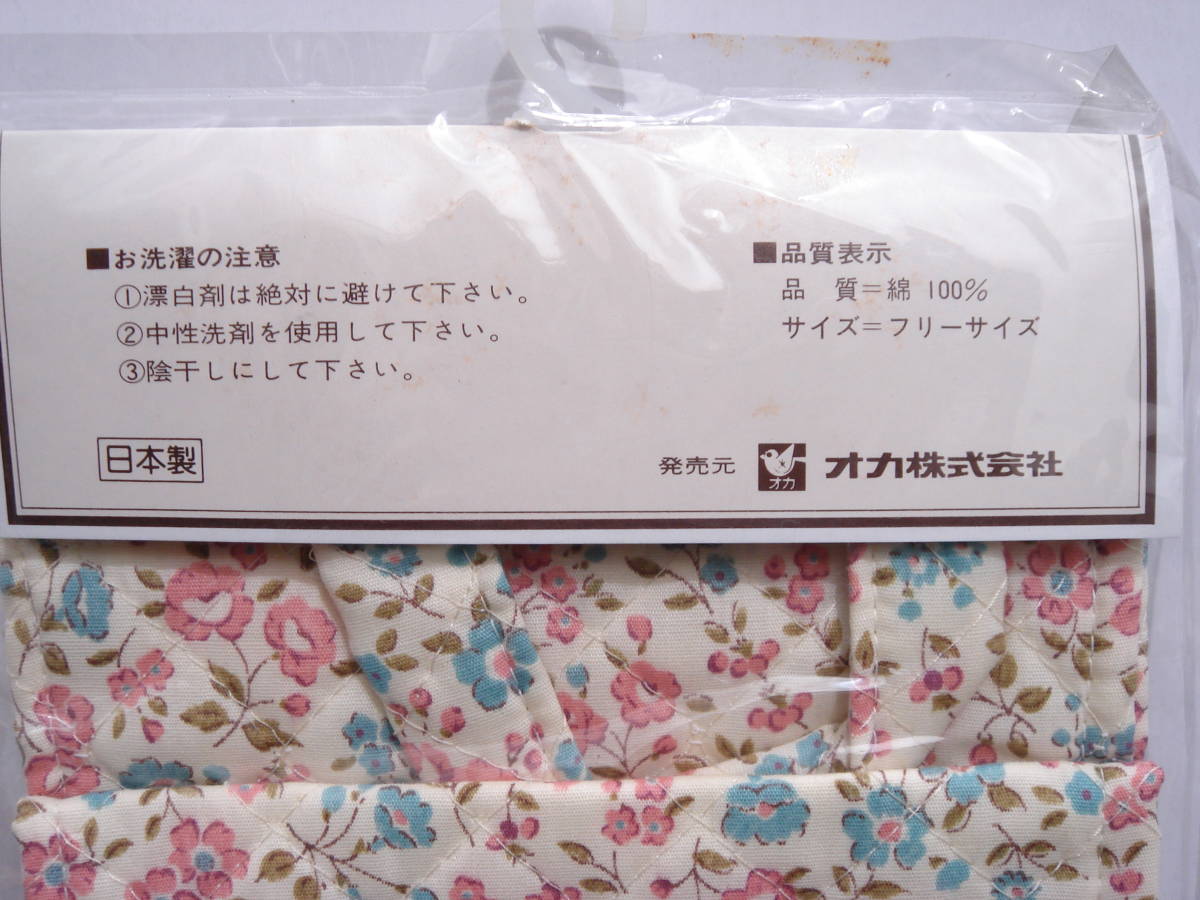 ■お洗濯の注意
①漂白剤は絶対に避けて下さい。
②中性洗剤を使用して下さい。
③陰干しにして下さい。
■品質表示
品 質＝綿 100%
サイズ＝フリーサイズ
日本製
発売元 オカ オカ株式会社